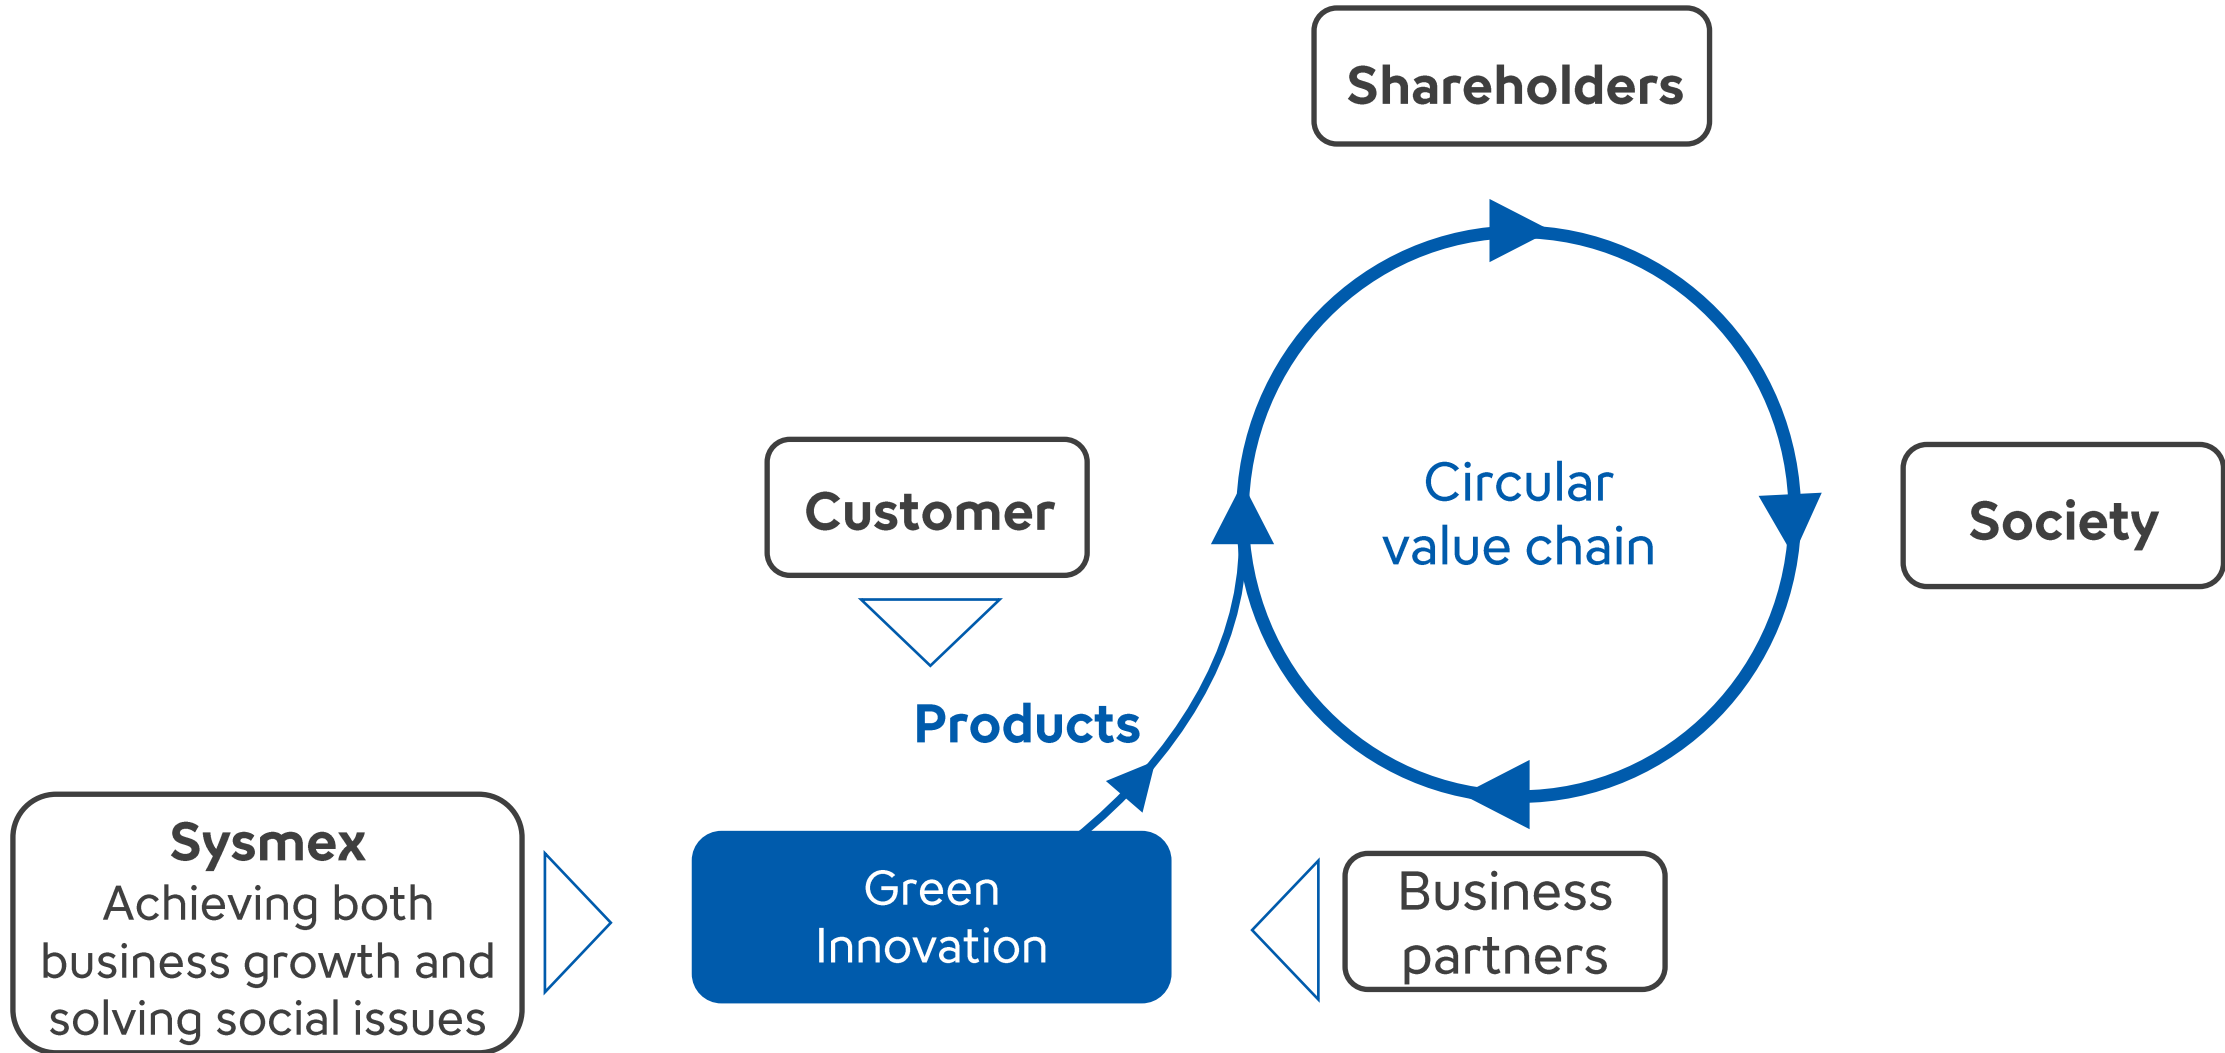 Shareholders
Customer
Circular
value chain
Society
Products
Sysmex
Achieving both
business growth and
solving social issues
Green
Innovation
Business
partners